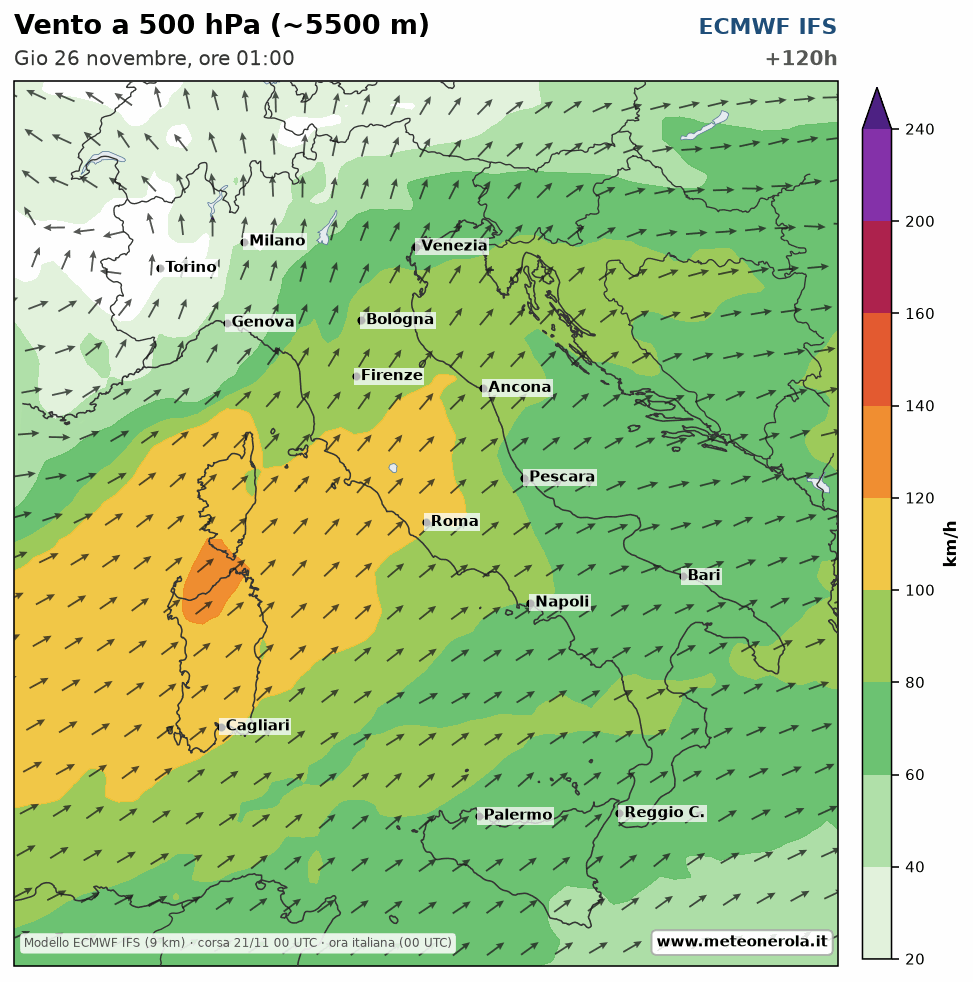 Vento a 500 hPa (~5500 m)
ECMWF IFS
Gio 26 novembre, ore 01:00
+120h
Milano
Venezia
Torino
Genova
Bologna
Firenze
Ancona
Pescara
Roma
Bari
Napoli
Cagliari
Palermo
Reggio C.
240
200
160
140
120
100
80
60
40
20
km/h
Modello ECMWF IFS (9 km) · corsa 21/11 00 UTC · ora italiana (00 UTC)
www.meteonerola.it